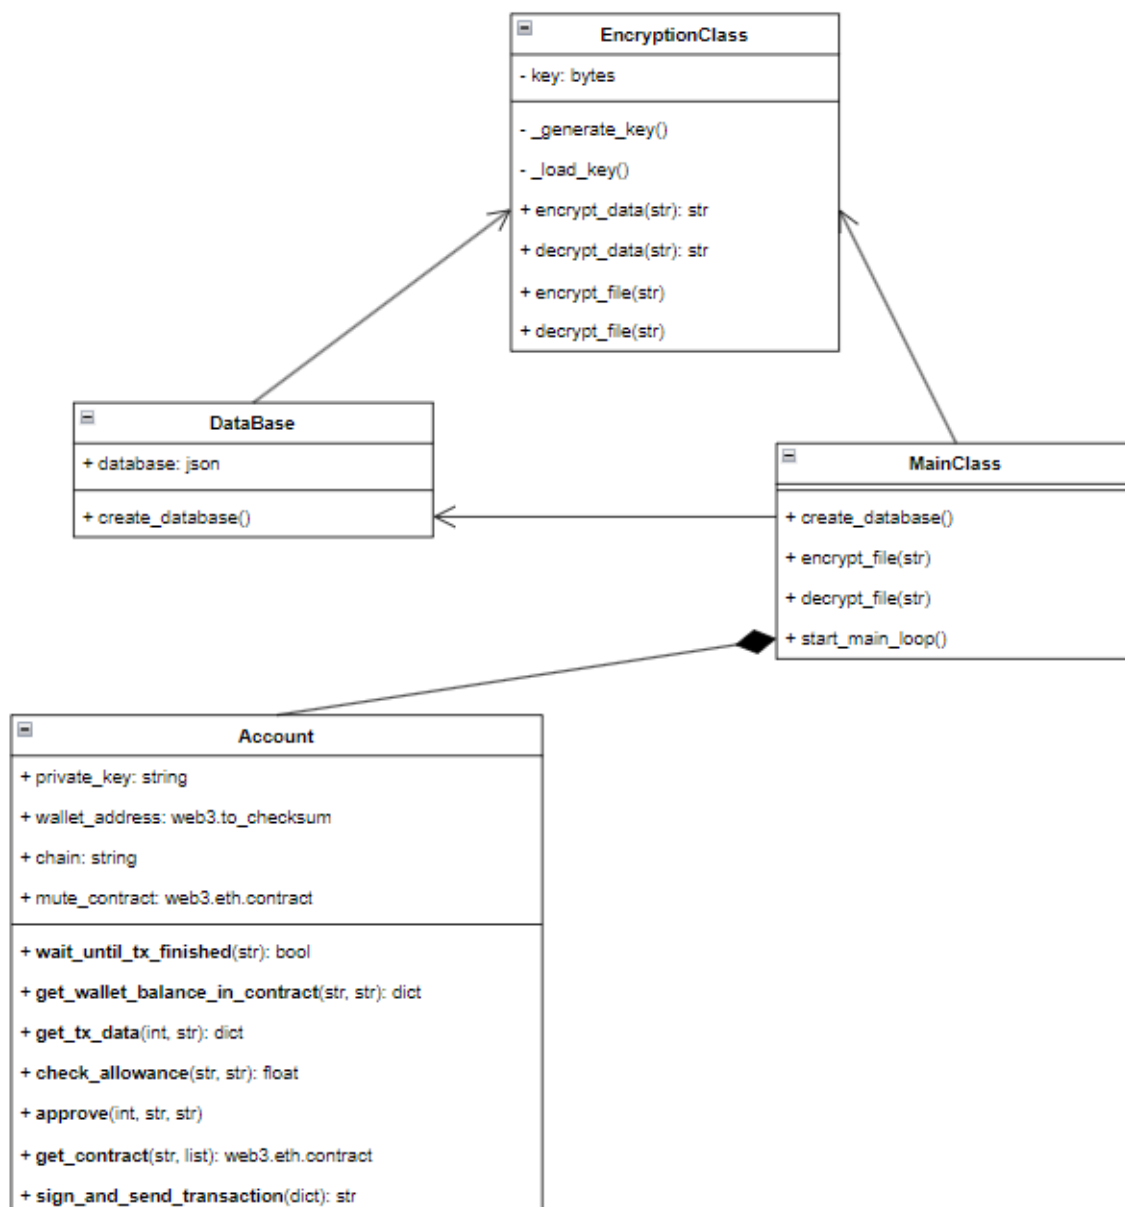 EncryptionClass
- key: bytes
- _generate_key()
- _load_key()
+ encrypt_data(str): str
+ decrypt_data(str): str
+ encrypt_file(str)
+ decrypt_file(str)
DataBase
+ database: json
+ create_database()
MainClass
+ create_database()
+ encrypt_file(str)
+ decrypt_file(str)
+ start_main_loop()
Account
+ private_key: string
+ wallet_address: web3.to_checksum
+ chain: string
+ mute_contract: web3.eth.contract
+ wait_until_tx_finished(str): bool
+ get_wallet_balance_in_contract(str, str): dict
+ get_tx_data(int, str): dict
+ check_allowance(str, str): float
+ approve(int, str, str)
+ get_contract(str, list): web3.eth.contract
+ sign_and_send_transaction(dict): str